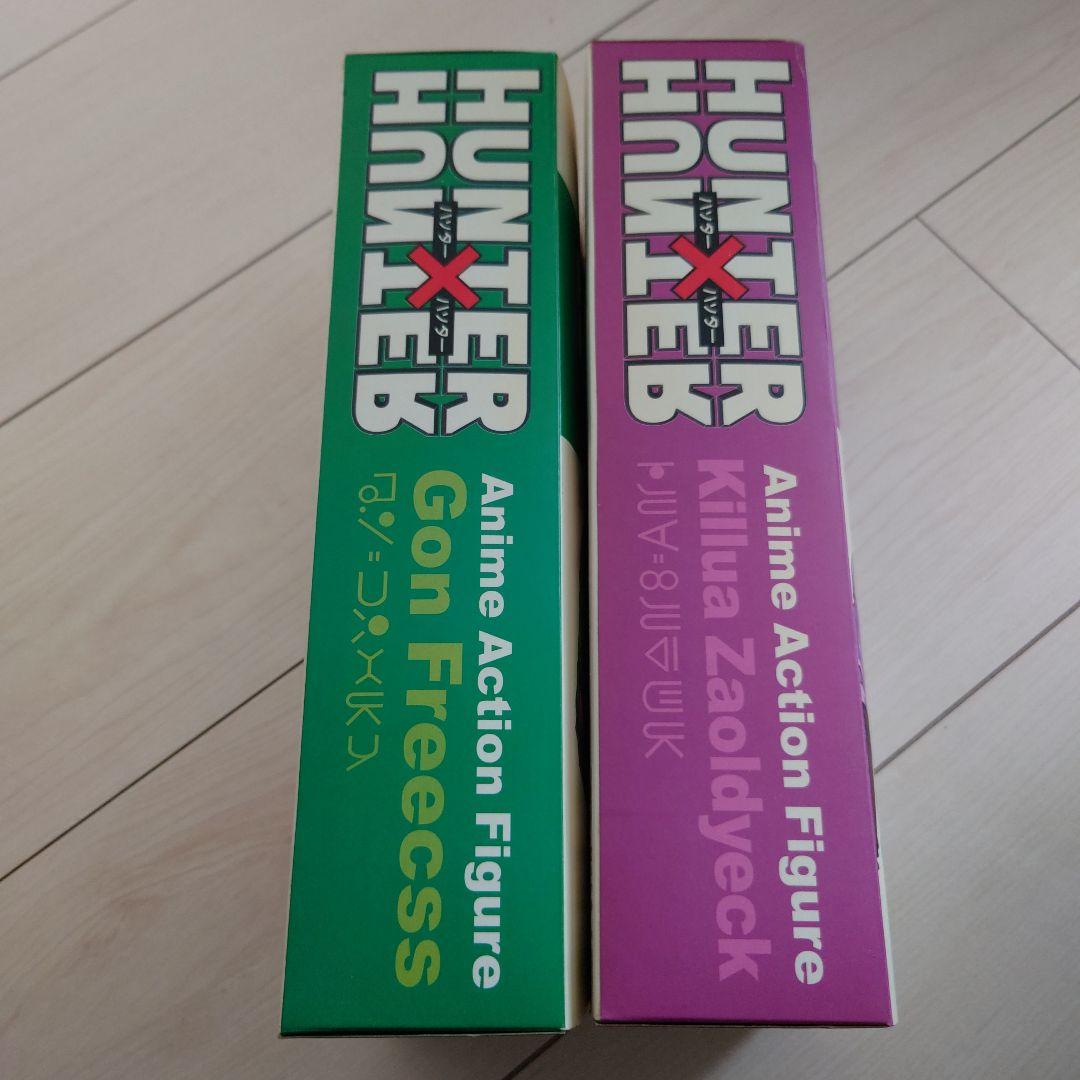 HUNTER
×
HUNTER
ハンター
ハンター
Anime Action Figure
Gon Freecss
HUNTER
×
HUNTER
ハンター
ハンター
Anime Action Figure
Killua Zaoldyeck